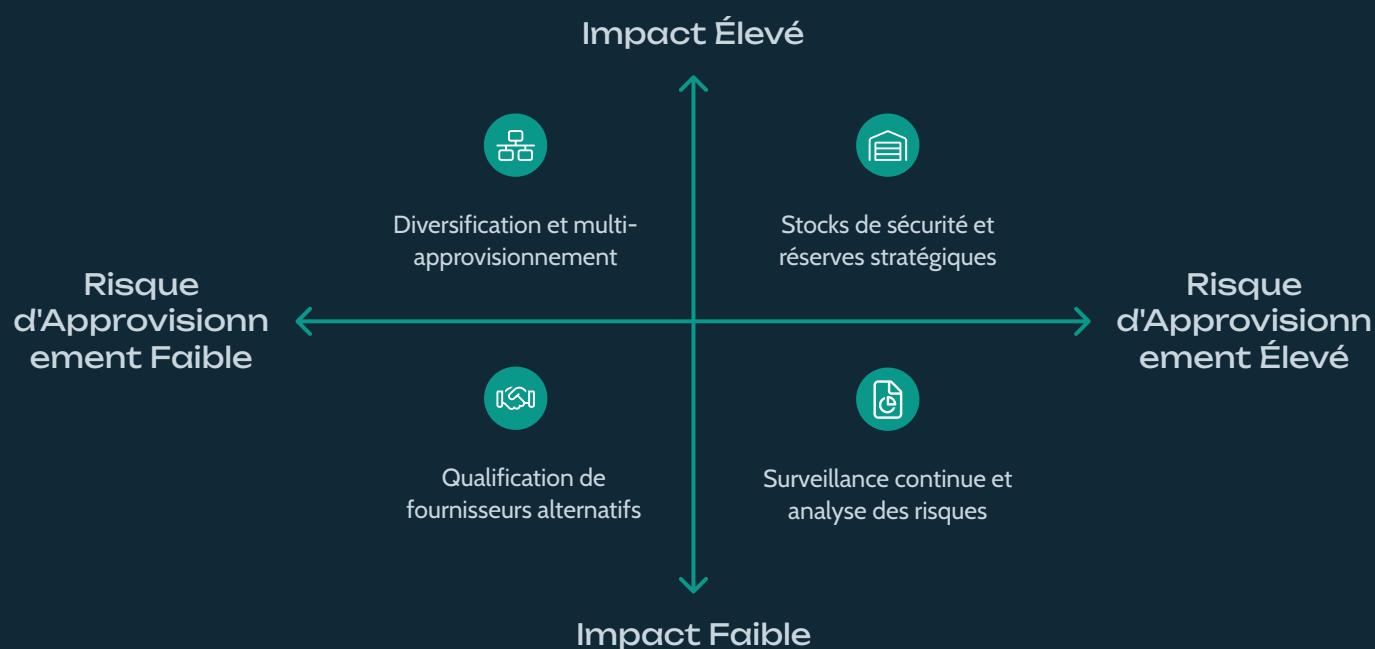 Impact Élevé
Diversification et multi-
approvisionnement
Stocks de sécurité et
réserves stratégiques
Risque
d'Approvisionn
ement Faible
Risque
d'Approvisionn
ement Élevé
Qualification de
fournisseurs alternatifs
Surveillance continue et
analyse des risques
Impact Faible